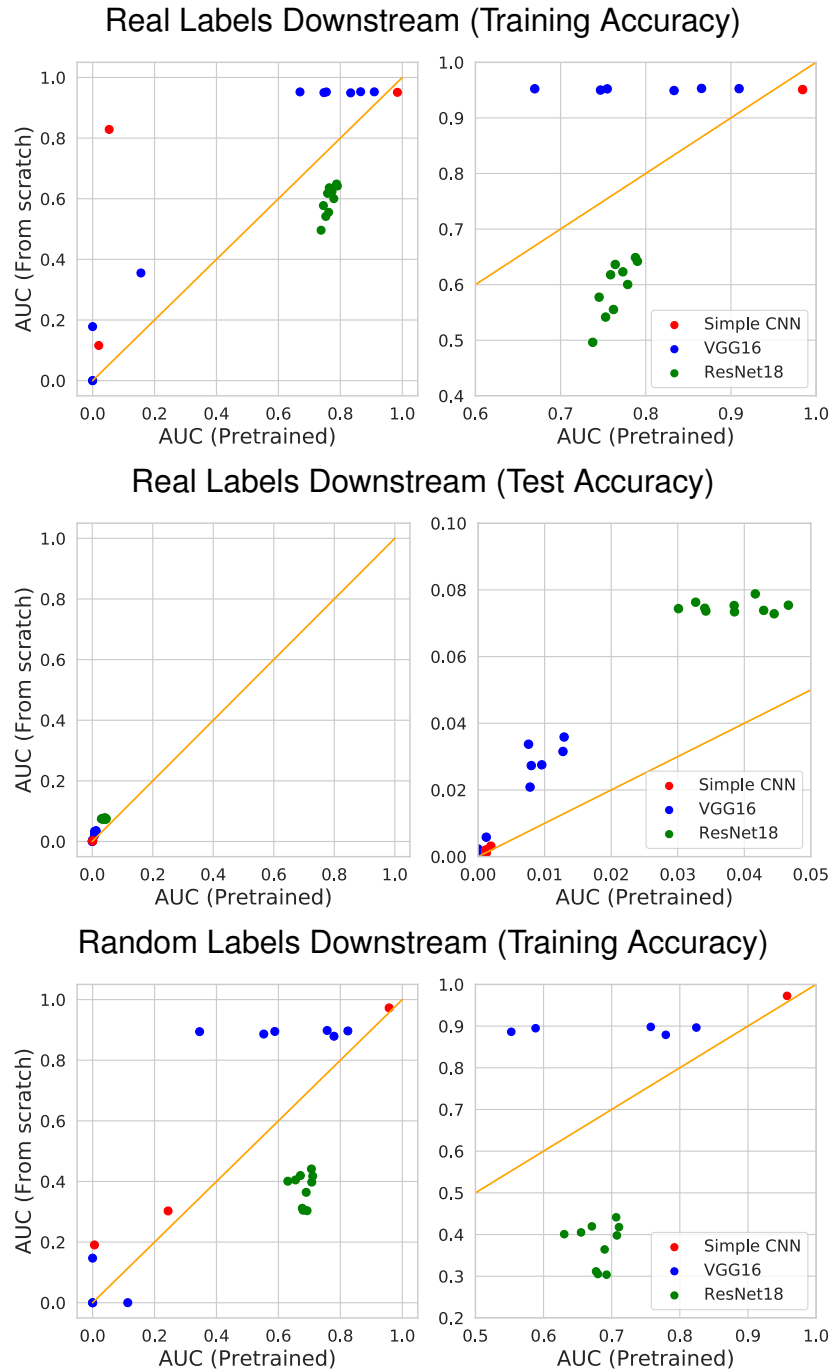 Real Labels Downstream (Training Accuracy)
AUC (From scratch)
1.0
0.8
0.6
0.4
0.2
0.0
0.0 0.2 0.4 0.6 0.8 1.0
AUC (Pretrained)
1.0
0.9
0.8
0.7
0.6
0.5
0.4
Simple CNN
VGG16
ResNet18
0.6 0.7 0.8 0.9 1.0
AUC (Pretrained)
Real Labels Downstream (Test Accuracy)
AUC (From scratch)
1.0
0.8
0.6
0.4
0.2
0.0
0.0 0.2 0.4 0.6 0.8 1.0
AUC (Pretrained)
0.10
0.08
0.06
0.04
0.02
0.00
Simple CNN
VGG16
ResNet18
0.00 0.01 0.02 0.03 0.04 0.05
AUC (Pretrained)
Random Labels Downstream (Training Accuracy)
AUC (From scratch)
1.0
0.8
0.6
0.4
0.2
0.0
0.0 0.2 0.4 0.6 0.8 1.0
AUC (Pretrained)
1.0
0.9
0.8
0.7
0.6
0.5
0.4
0.3
0.2
Simple CNN
VGG16
ResNet18
0.5 0.6 0.7 0.8 0.9 1.0
AUC (Pretrained)